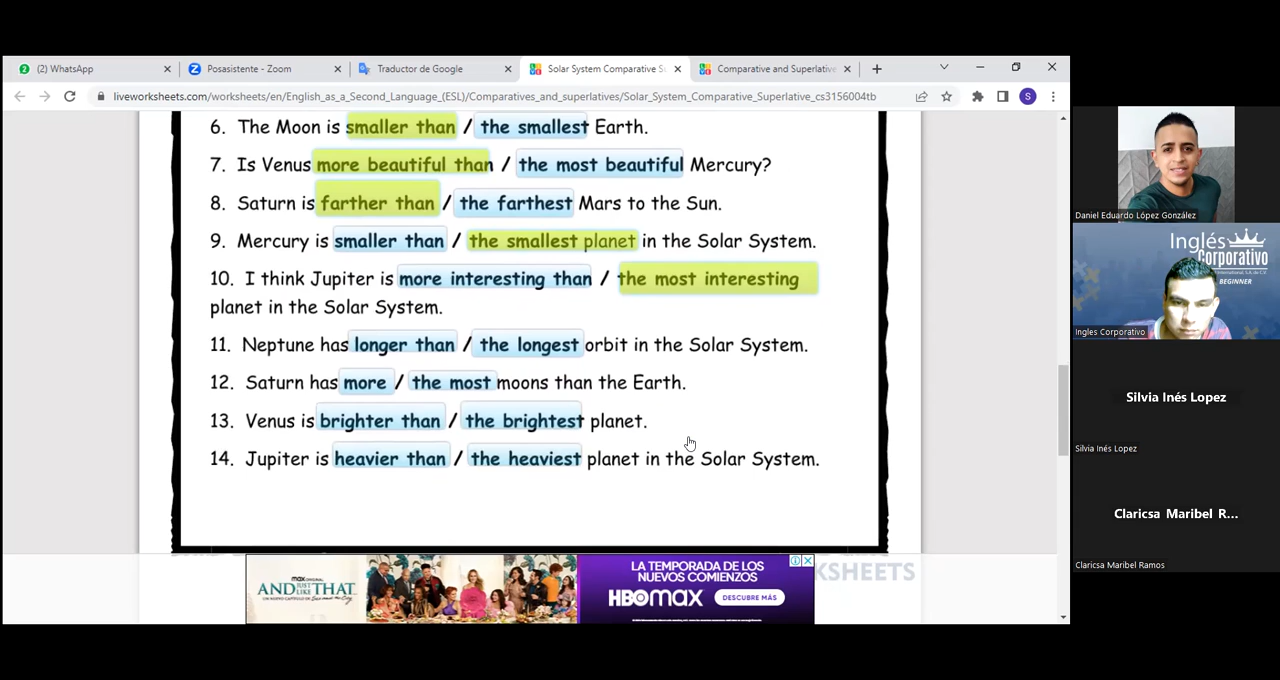 (2) WhatsApp
Posasistente - Zoom
Traductor de Google
Solar System Comparative Su
Comparative and Superlative
liveworksheets.com/worksheets/en/English_as_a_Second_Language_(ESL)/Comparatives_and_superlatives/Solar_System_Comparative_Superlative_cs3156004tb
S
6. The Moon is smaller than / the smallest Earth.
7. Is Venus more beautiful than / the most beautiful Mercury?
8. Saturn is farther than / the farthest Mars to the Sun.
9. Mercury is smaller than / the smallest planet in the Solar System.
10. I think Jupiter is more interesting than / the most interesting
planet in the Solar System.
11. Neptune has longer than / the longest orbit in the Solar System.
12. Saturn has more / the most moons than the Earth.
13. Venus is brighter than / the brightest planet.
14. Jupiter is heavier than / the heaviest planet in the Solar System.
max ORIGINAL
AND JUST LIKE THAT
LA TEMPORADA DE LOS
NUEVOS COMIENZOS
HBOMAX
DESCUBRE MÁS
KSHEETS
Daniel Eduardo López González
Inglés
Corporativo
International, S.A. de C.V.
BEGINNER
Ingles Corporativo
Silvia Inés Lopez
Silvia Inés Lopez
Claricsa Maribel R...
Claricsa Maribel Ramos